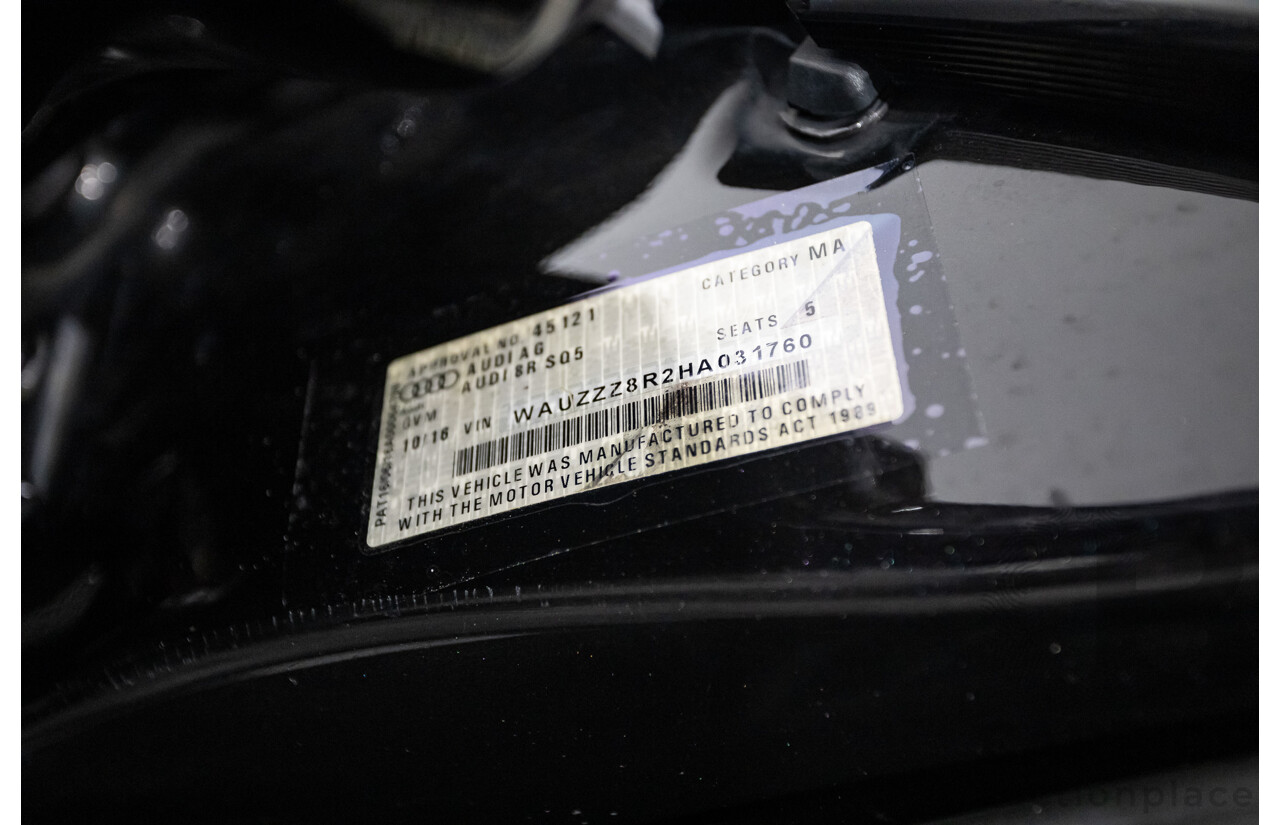 APPROVAL NO. 45121
CATEGORY MA
AUDI AG
AUDI 8R SQ5
SEATS 5
GVM
10/16 VIN WAUZZZ8R2HA031760
THIS VEHICLE WAS MANUFACTURED TO COMPLY
WITH THE MOTOR VEHICLE STANDARDS ACT 1989